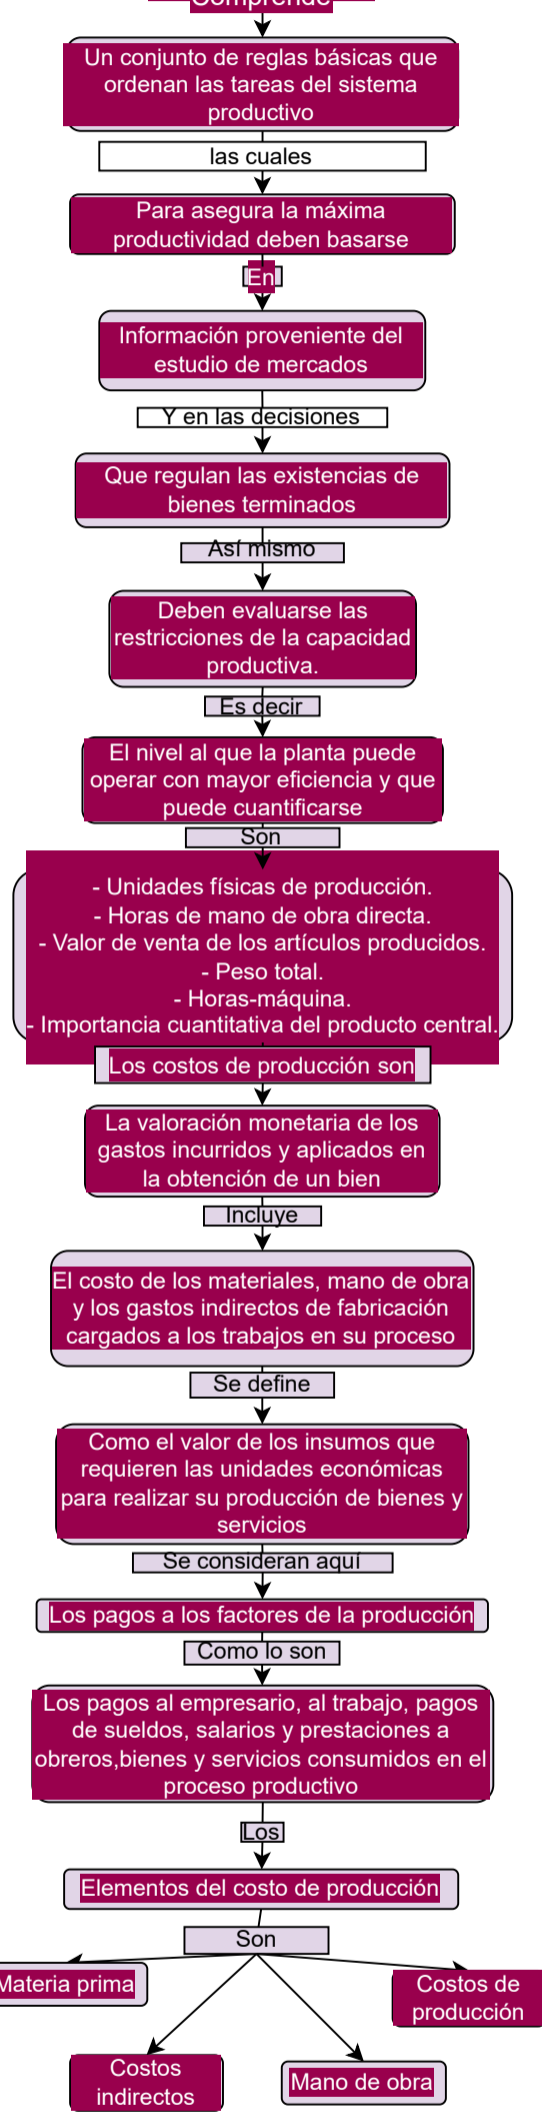 Comprende
Un conjunto de reglas básicas que
ordenan las tareas del sistema
productivo
las cuales
Para asegura la máxima
productividad deben basarse
En
Información proveniente del
estudio de mercados
Y en las decisiones
Que regulan las existencias de
bienes terminados
Así mismo
Deben evaluarse las
restricciones de la capacidad
productiva.
Es decir
El nivel al que la planta puede
operar con mayor eficiencia y que
puede cuantificarse
Son
- Unidades físicas de producción.
- Horas de mano de obra directa.
- Valor de venta de los artículos producidos.
- Peso total.
- Horas-máquina.
- Importancia cuantitativa del producto central.
Los costos de producción son
La valoración monetaria de los
gastos incurridos y aplicados en
la obtención de un bien
Incluye
El costo de los materiales, mano de obra
y los gastos indirectos de fabricación
cargados a los trabajos en su proceso
Se define
Como el valor de los insumos que
requieren las unidades económicas
para realizar su producción de bienes y
servicios
Se consideran aquí
Los pagos a los factores de la producción
Como lo son
Los pagos al empresario, al trabajo, pagos
de sueldos, salarios y prestaciones a
obreros,bienes y servicios consumidos en el
proceso productivo
Los
Elementos del costo de producción
Son
Materia prima
Costos de
producción
Costos
indirectos
Mano de obra